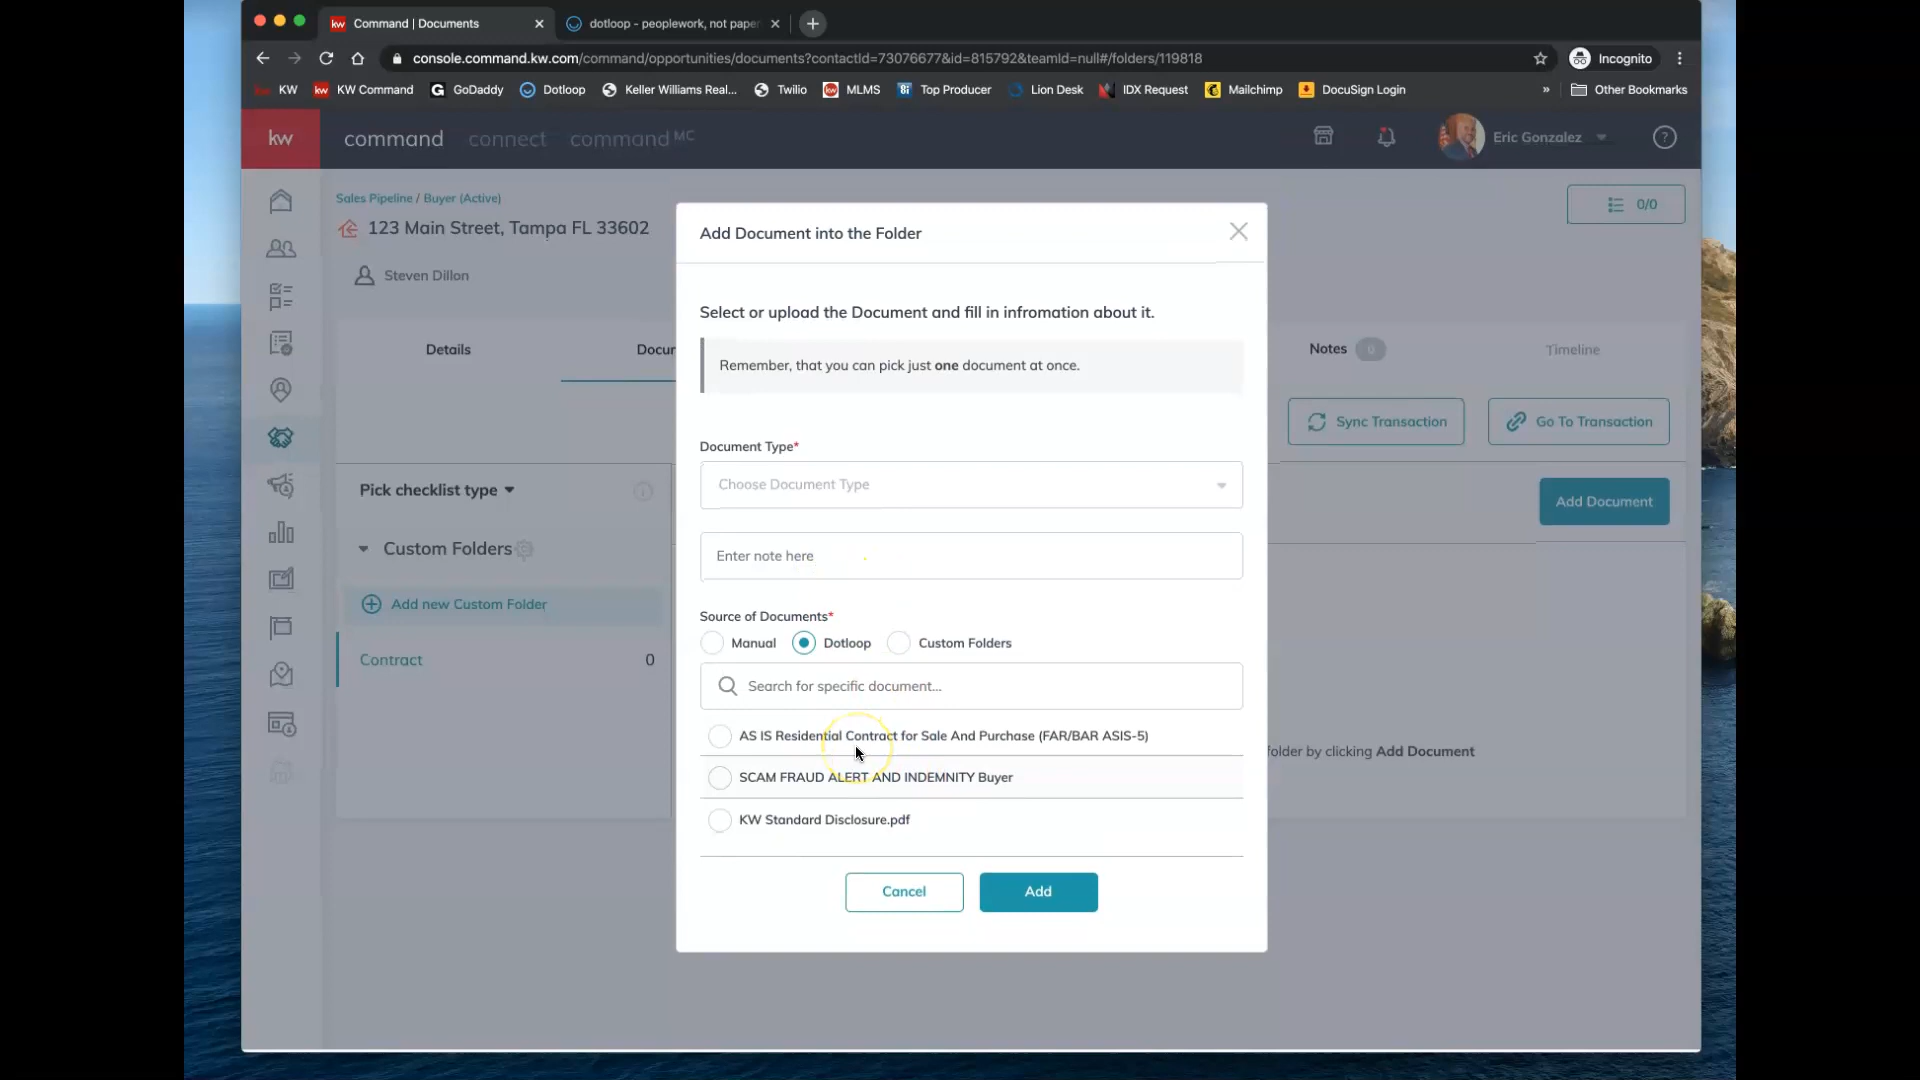 kw Command | Documents
dotloop - peoplework, not paper
console.command.kw.com/command/opportunities/documents?contactId=73076677&id=815792&teamId=null#/folders/119818
Incognito
KW
kw KW Command
GoDaddy
Dotloop
Keller Williams Real...
Twilio
MLMS
Top Producer
Lion Desk
IDX Request
Mailchimp
DocuSign Login
»
Other Bookmarks
kw command connect command MC
Eric Gonzalez
?
Sales Pipeline / Buyer (Active)
123 Main Street, Tampa FL 33602
0/0
Steven Dillon
Details
Docur
Notes 0
Timeline
Sync Transaction
Go To Transaction
Pick checklist type
Add Document
Custom Folders
Add new Custom Folder
Contract 0
folder by clicking Add Document
Add Document into the Folder
Select or upload the Document and fill in infromation about it.
Remember, that you can pick just one document at once.
Document Type*
Choose Document Type
Enter note here
Source of Documents*
Manual Dotloop Custom Folders
Search for specific document...
AS IS Residential Contract for Sale And Purchase (FAR/BAR ASIS-5)
SCAM FRAUD ALERT AND INDEMNITY Buyer
KW Standard Disclosure.pdf
Cancel
Add